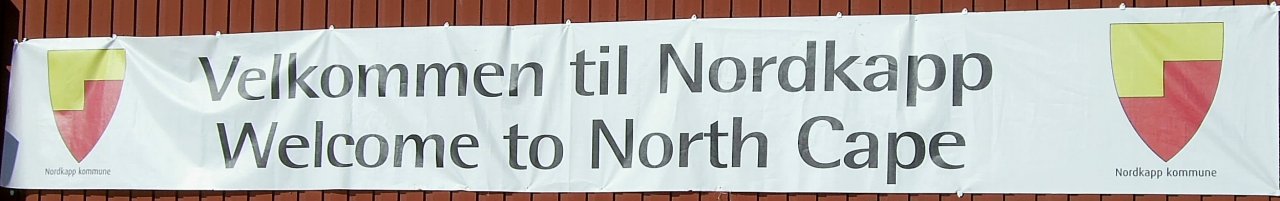 Velkommen til Nordkapp
Welcome to North Cape
Nordkapp kommune
Nordkapp kommune